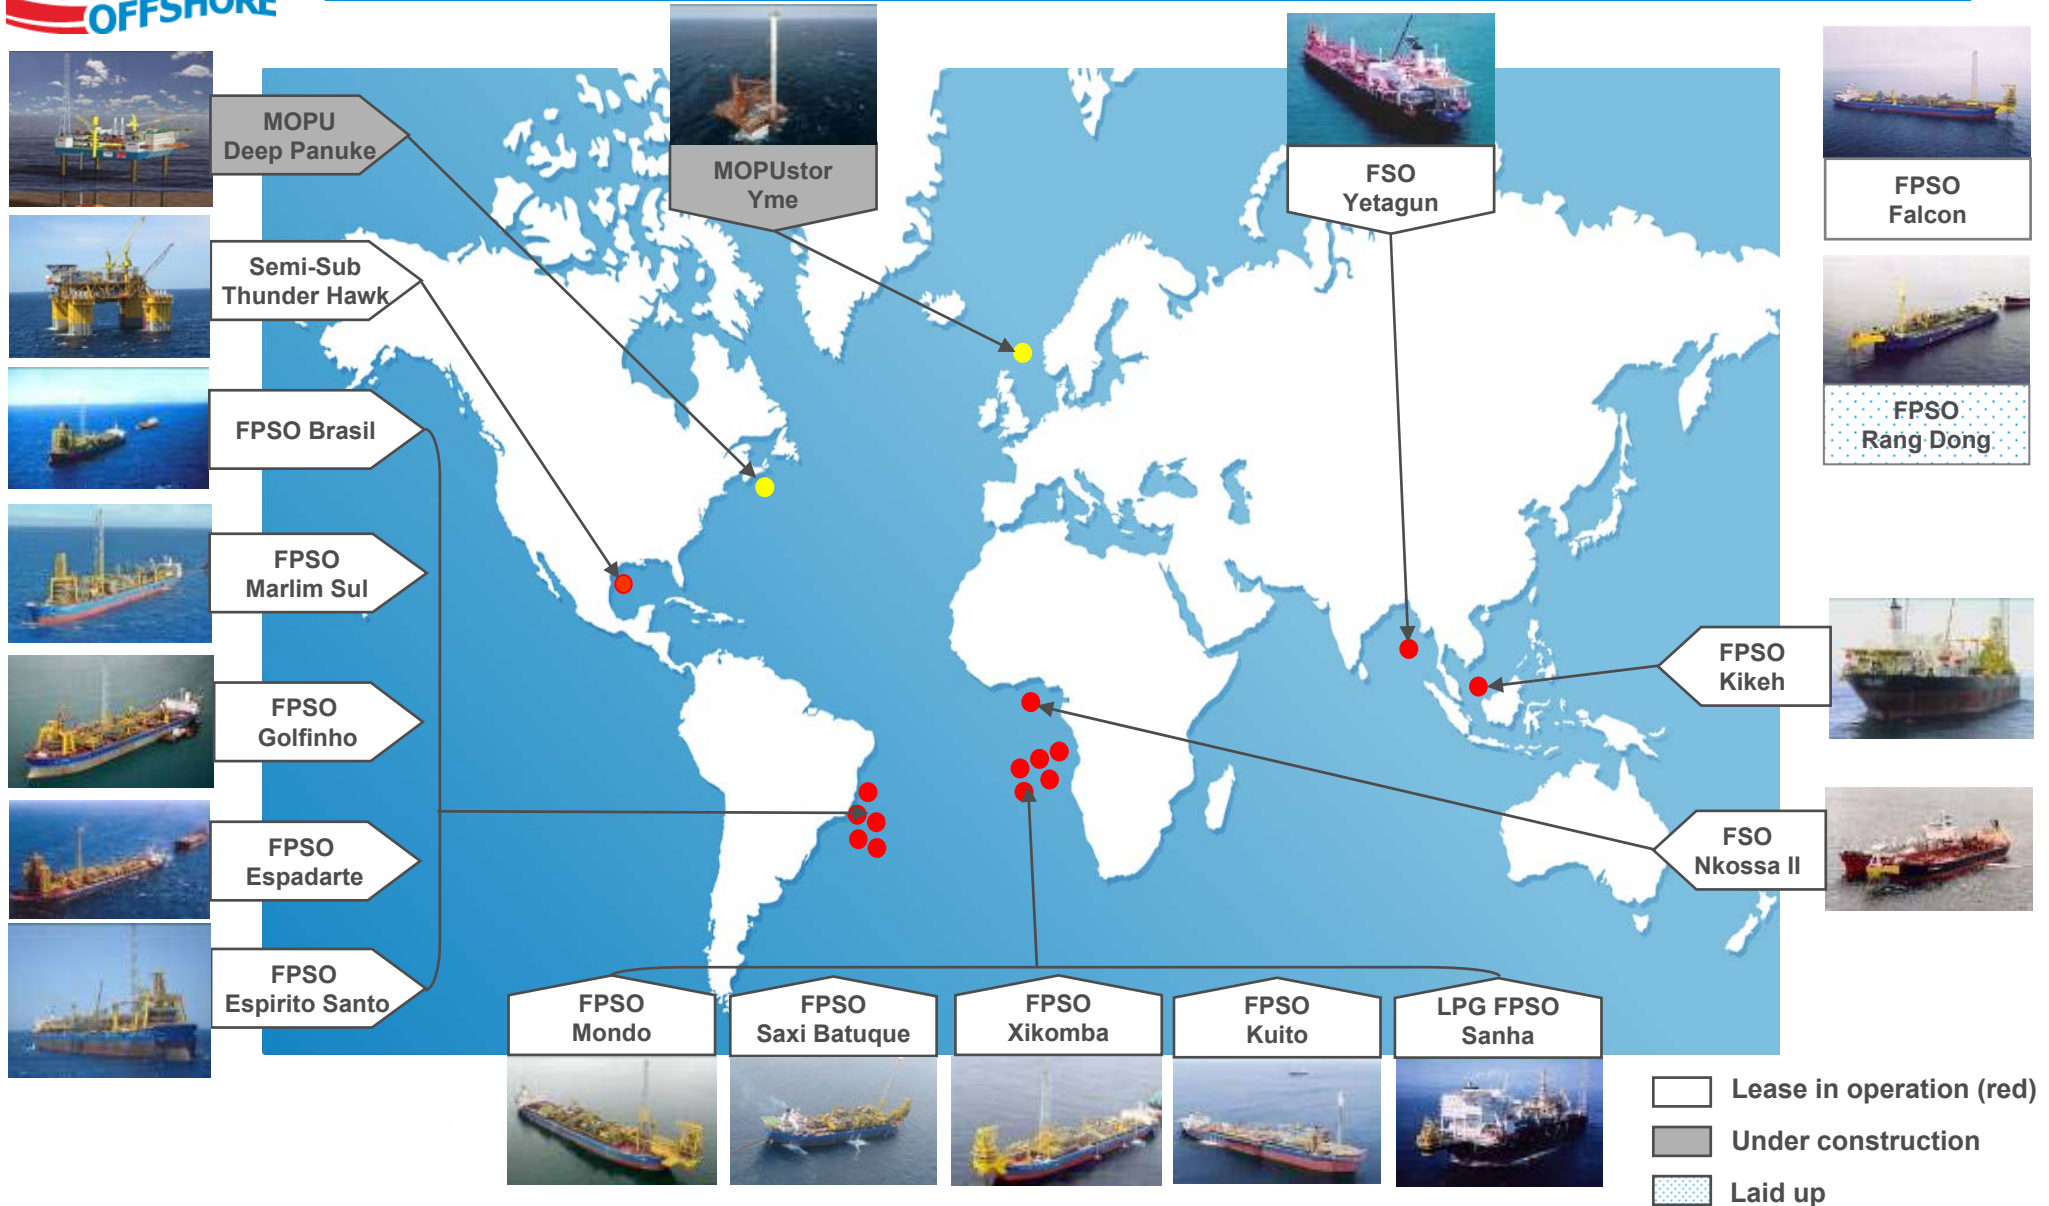 OFFSHORE
MOPU
Deep Panuke
MOPUstor
Yme
FSO
Yetagun
FPSO
Falcon
Semi-Sub
Thunder Hawk
FPSO
Rang Dong
FPSO Brasil
FPSO
Marlim Sul
FPSO
Kikeh
FPSO
Golfinho
FSO
Nkossa II
FPSO
Espadarte
FPSO
Espirito Santo
FPSO
Mondo
FPSO
Saxi Batuque
FPSO
Xikomba
FPSO
Kuito
LPG FPSO
Sanha
Lease in operation (red)
Under construction
Laid up